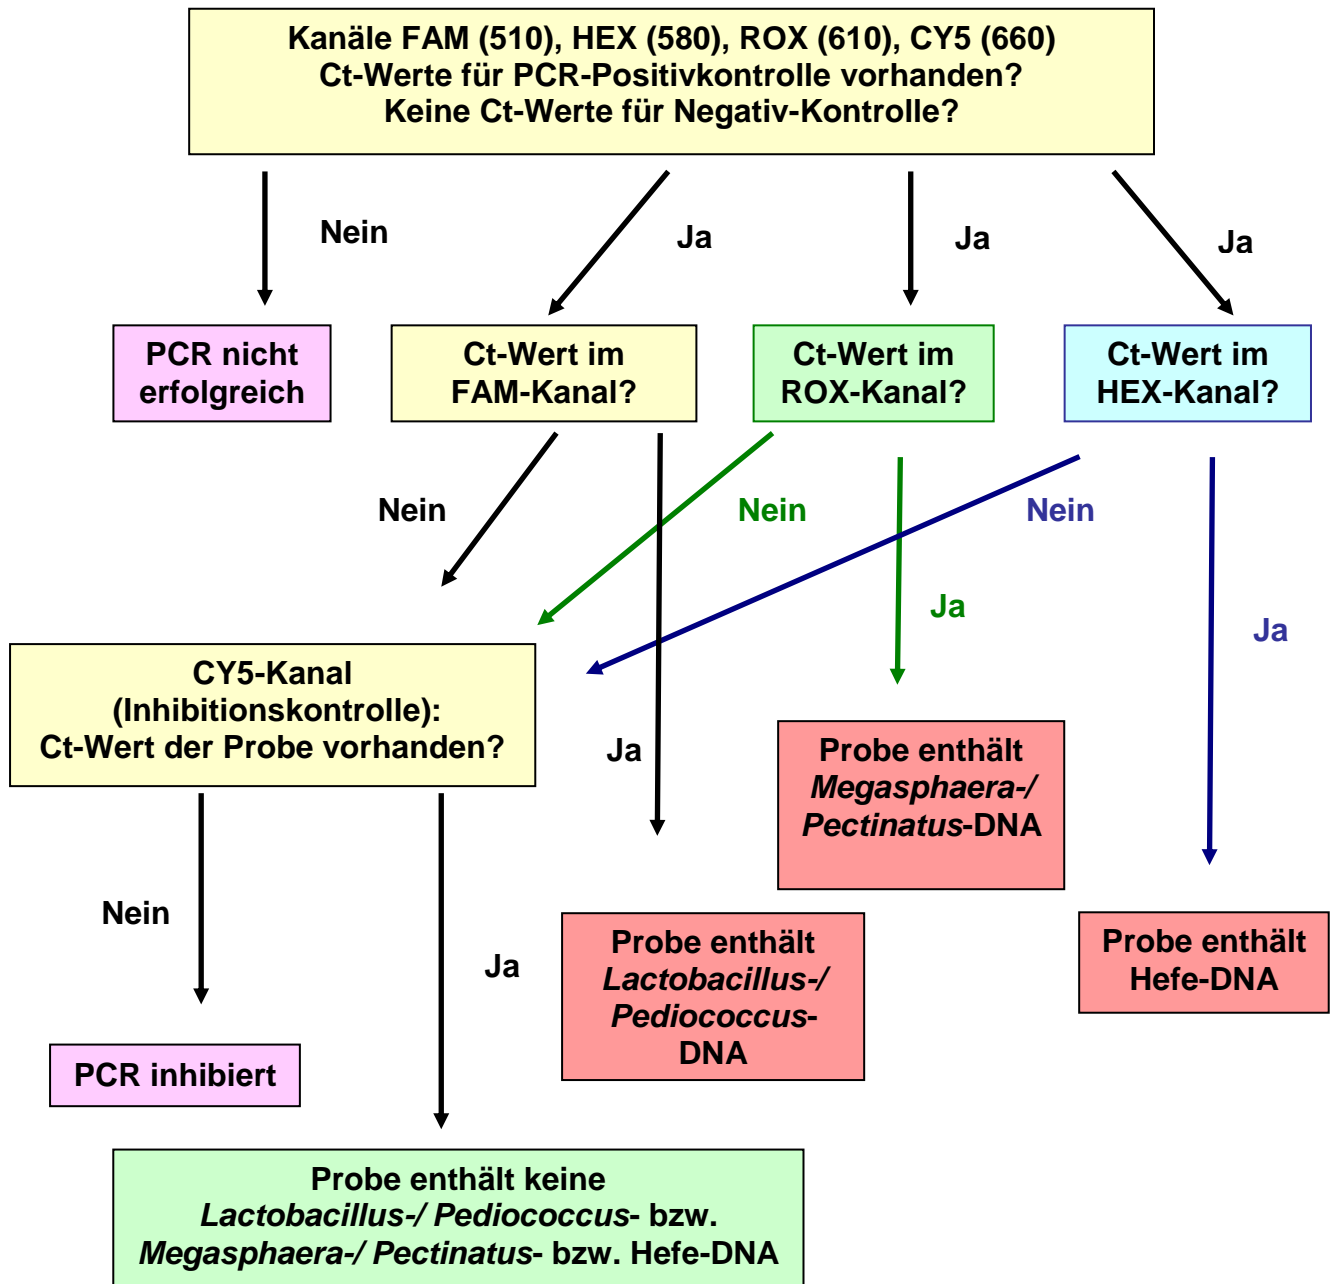 Kanäle FAM (510), HEX (580), ROX (610), CY5 (660)
Ct-Werte für PCR-Positivkontrolle vorhanden?
Keine Ct-Werte für Negativ-Kontrolle?
Nein
Ja
Ja
Ja
PCR nicht
erfolgreich
Ct-Wert im
FAM-Kanal?
Ct-Wert im
ROX-Kanal?
Ct-Wert im
HEX-Kanal?
Nein
Nein
Nein
Ja
Ja
CY5-Kanal
(Inhibitionskontrolle):
Ct-Wert der Probe vorhanden?
Ja
Probe enthält
Megasphaera-/
Pectinatus-DNA
Nein
Ja
Probe enthält
Lactobacillus-/
Pediococcus-
DNA
Probe enthält
Hefe-DNA
PCR inhibiert
Probe enthält keine
Lactobacillus-/ Pediococcus- bzw.
Megasphaera-/ Pectinatus- bzw. Hefe-DNA